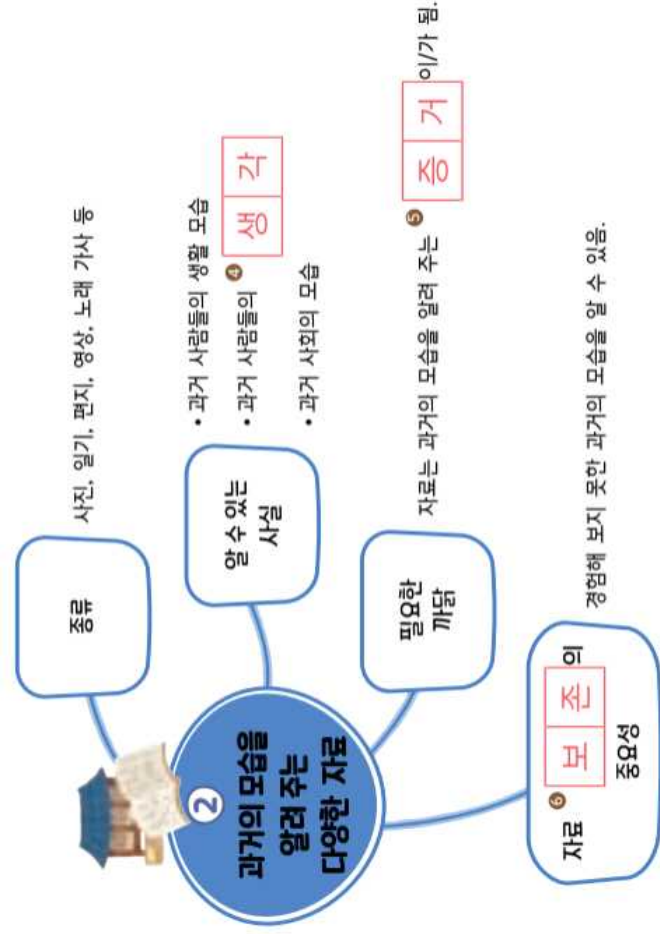 2
과거의 모습을
알려 주는
다양한 자료
종류
사진, 일기, 편지, 영상, 노래 가사 등
알 수 있는
사실
• 과거 사람들의 생활 모습
• 과거 사람들의 ④ 생각
• 과거 사회의 모습
필요한
까닭
자료는 과거의 모습을 알려 주는 ⑤ 증거 이/가 됨.
자료 ⑥ 보존 의
중요성
경험해 보지 못한 과거의 모습을 알 수 있음.